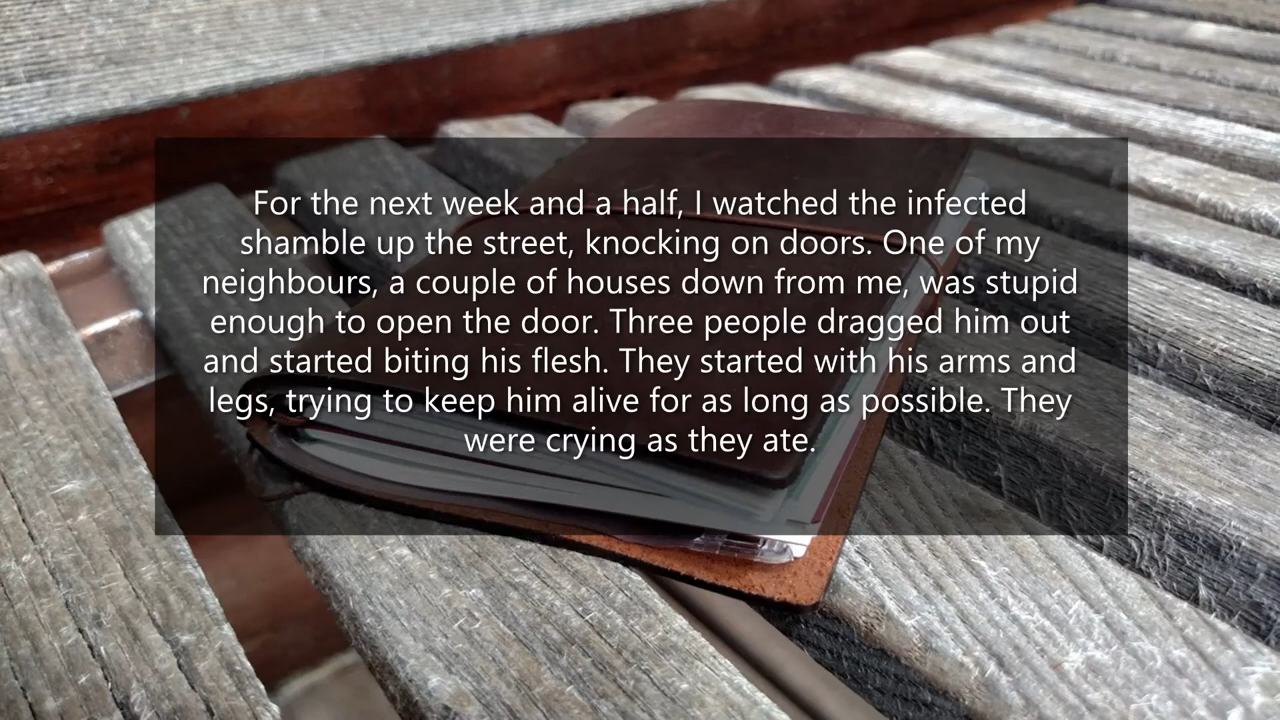 For the next week and a half, I watched the infected
shamble up the street, knocking on doors. One of my
neighbours, a couple of houses down from me, was stupid
enough to open the door. Three people dragged him out
and started biting his flesh. They started with his arms and
legs, trying to keep him alive for as long as possible. They
were crying as they ate.